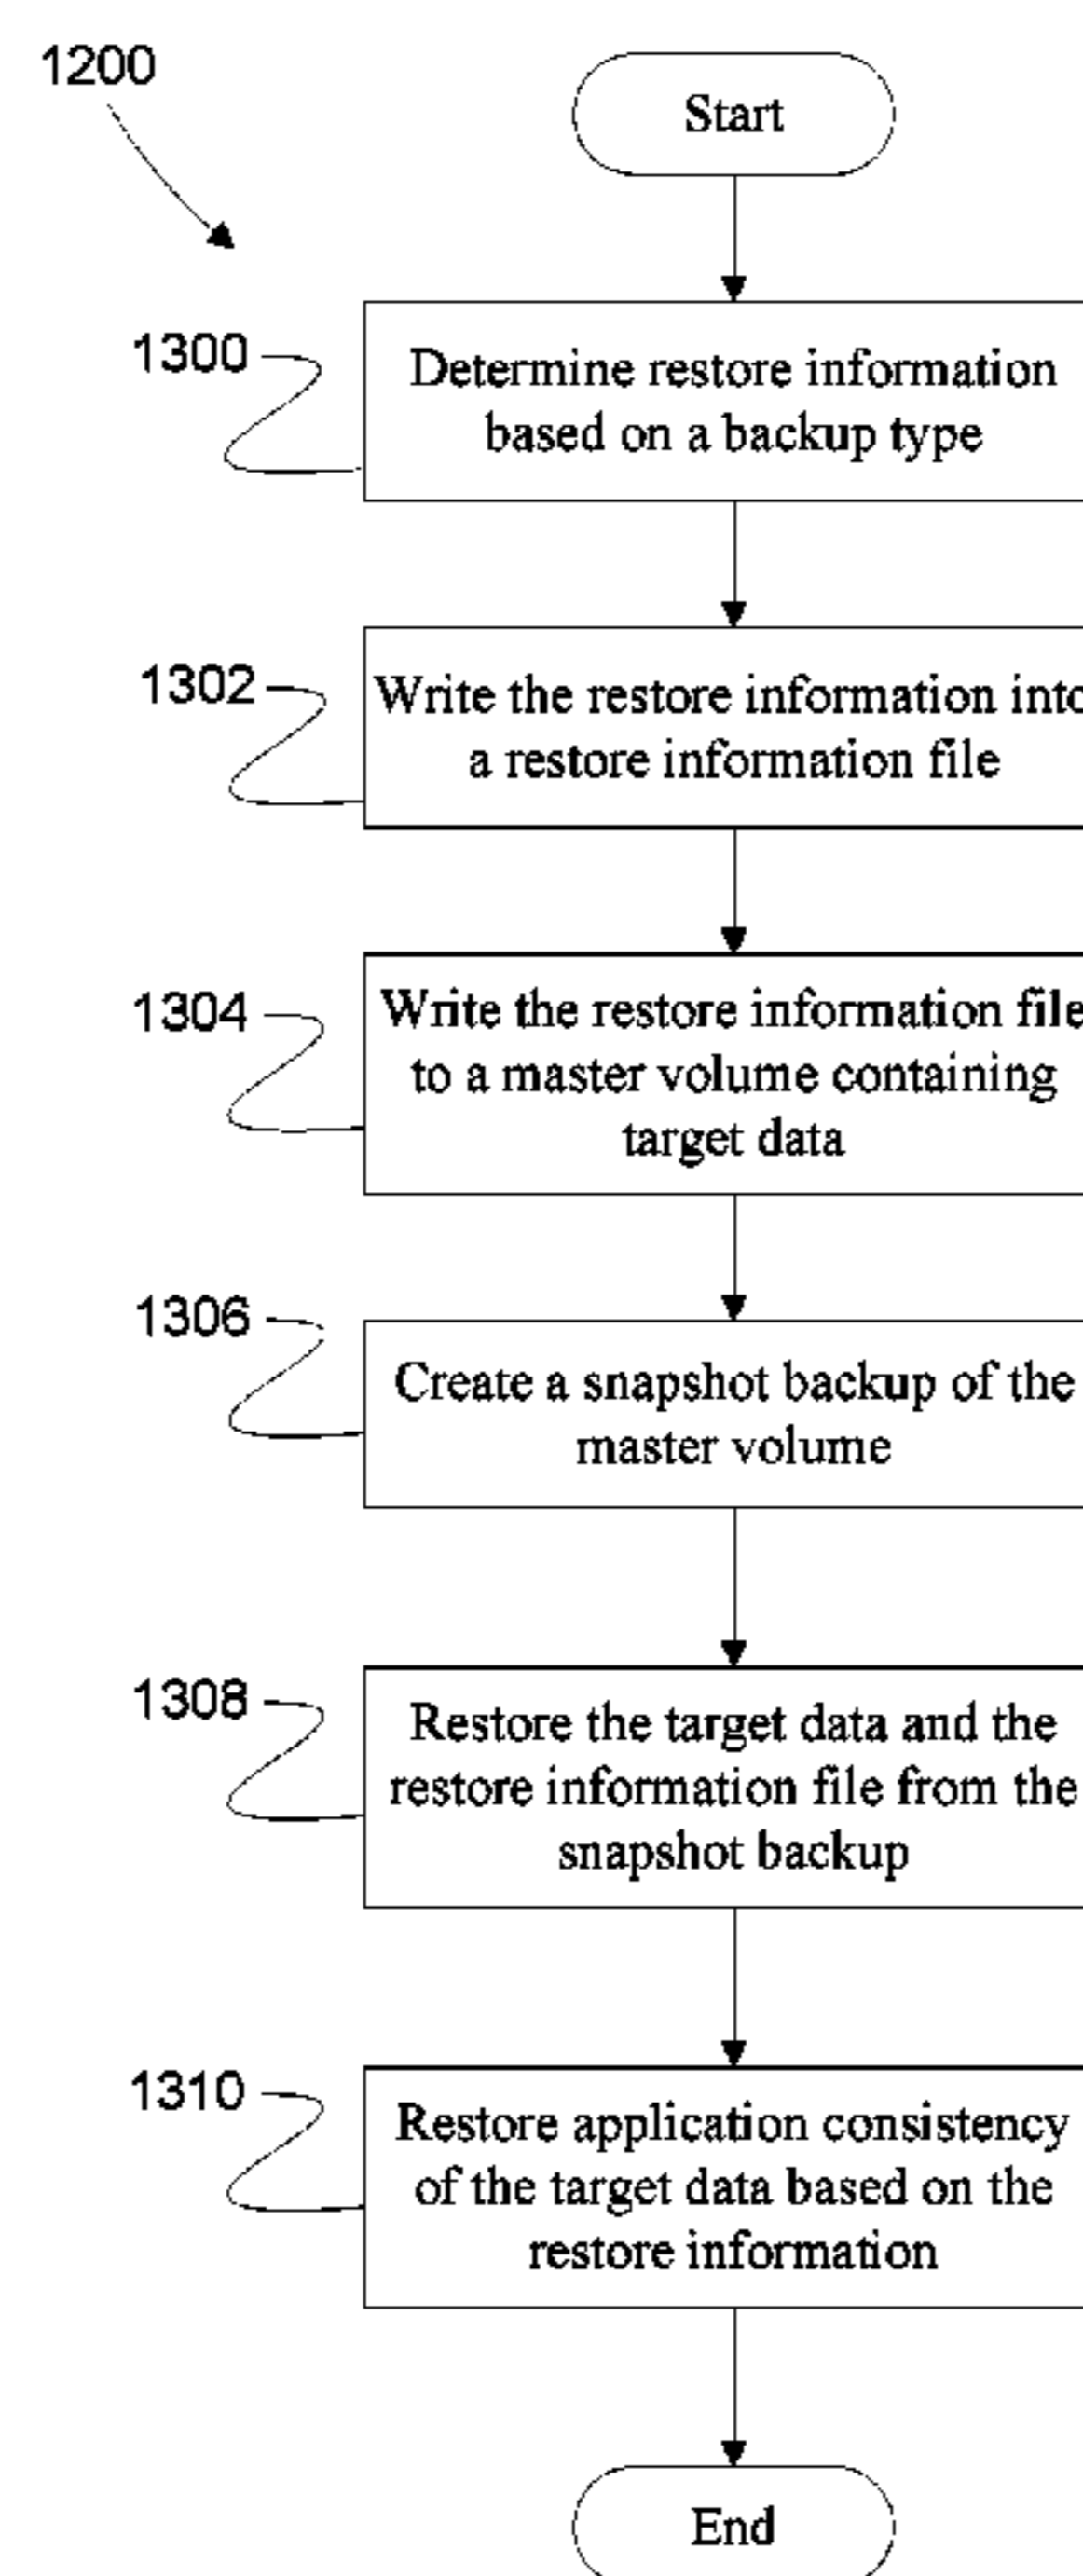 1200
Start
1300
Determine restore information
based on a backup type
1302
Write the restore information into
a restore information file
1304
Write the restore information file
to a master volume containing
target data
1306
Create a snapshot backup of the
master volume
1308
Restore the target data and the
restore information file from the
snapshot backup
1310
Restore application consistency
of the target data based on the
restore information
End